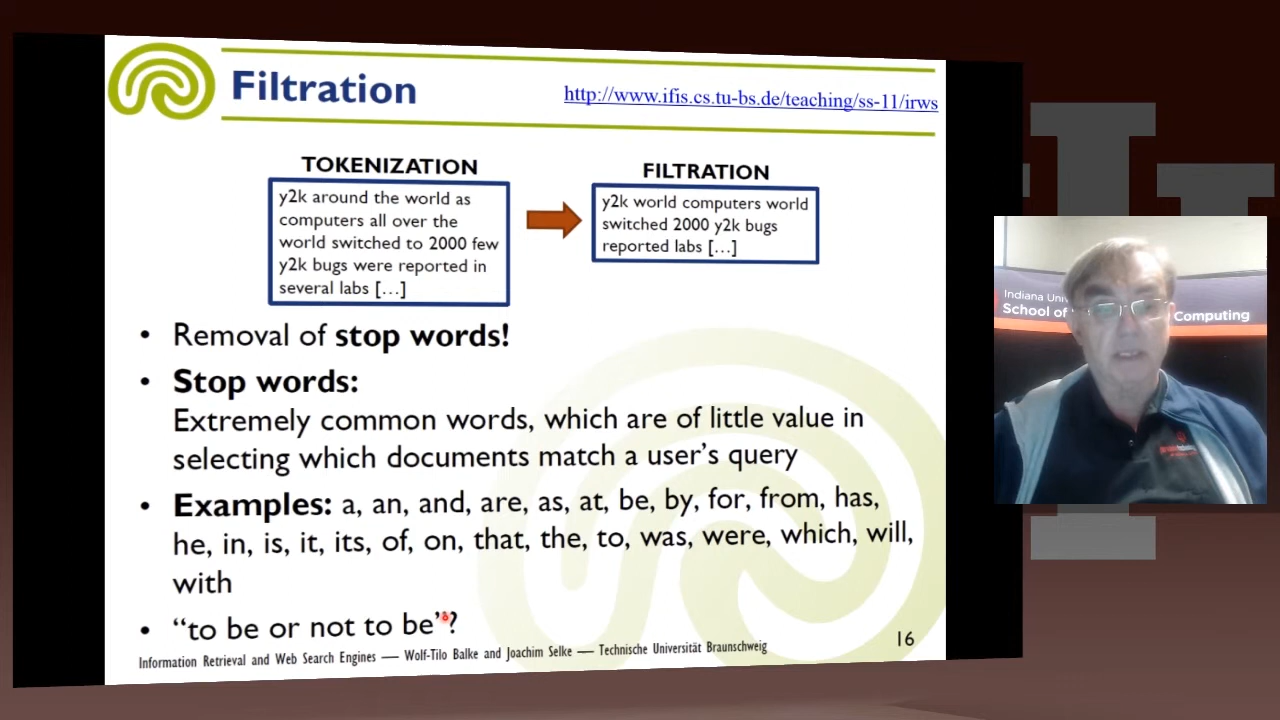 Filtration
http://www.ifis.cs.tu-bs.de/teaching/ss-11/irws
TOKENIZATION
y2k around the world as
computers all over the
world switched to 2000 few
y2k bugs were reported in
several labs […]
FILTRATION
y2k world computers world
switched 2000 y2k bugs
reported labs […]
• Removal of stop words!
• Stop words:
Extremely common words, which are of little value in
selecting which documents match a user’s query
• Examples: a, an, and, are, as, at, be, by, for, from, has,
he, in, is, it, its, of, on, that, the, to, was, were, which, will,
with
• “to be or not to be”?
Information Retrieval and Web Search Engines — Wolf-Tilo Balke and Joachim Selke — Technische Universität Braunschweig
16
Indiana Uni
School of
Computing